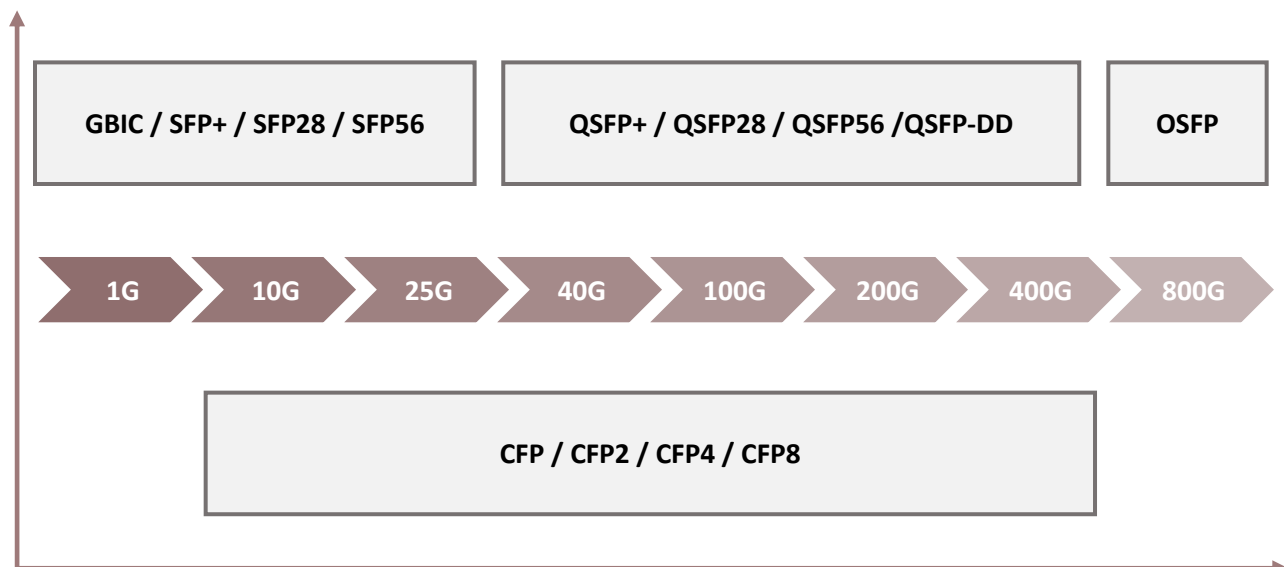 GBIC / SFP+ / SFP28 / SFP56
QSFP+ / QSFP28 / QSFP56 /QSFP-DD
OSFP
1G
10G
25G
40G
100G
200G
400G
800G
CFP / CFP2 / CFP4 / CFP8